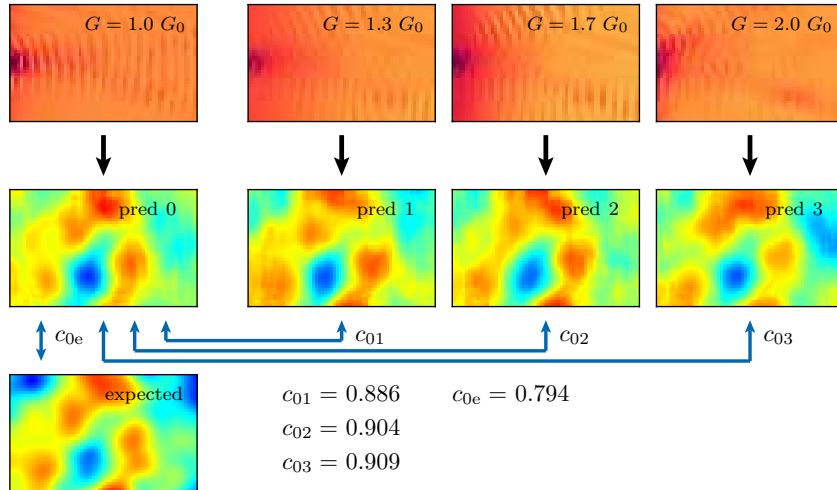 G = 1.0 G₀ G = 1.3 G₀ G = 1.7 G₀ G = 2.0 G₀
pred 0 pred 1 pred 2 pred 3
c₀ₑ c₀₁ c₀₂ c₀₃
expected
c₀₁ = 0.886 c₀ₑ = 0.794
c₀₂ = 0.904
c₀₃ = 0.909